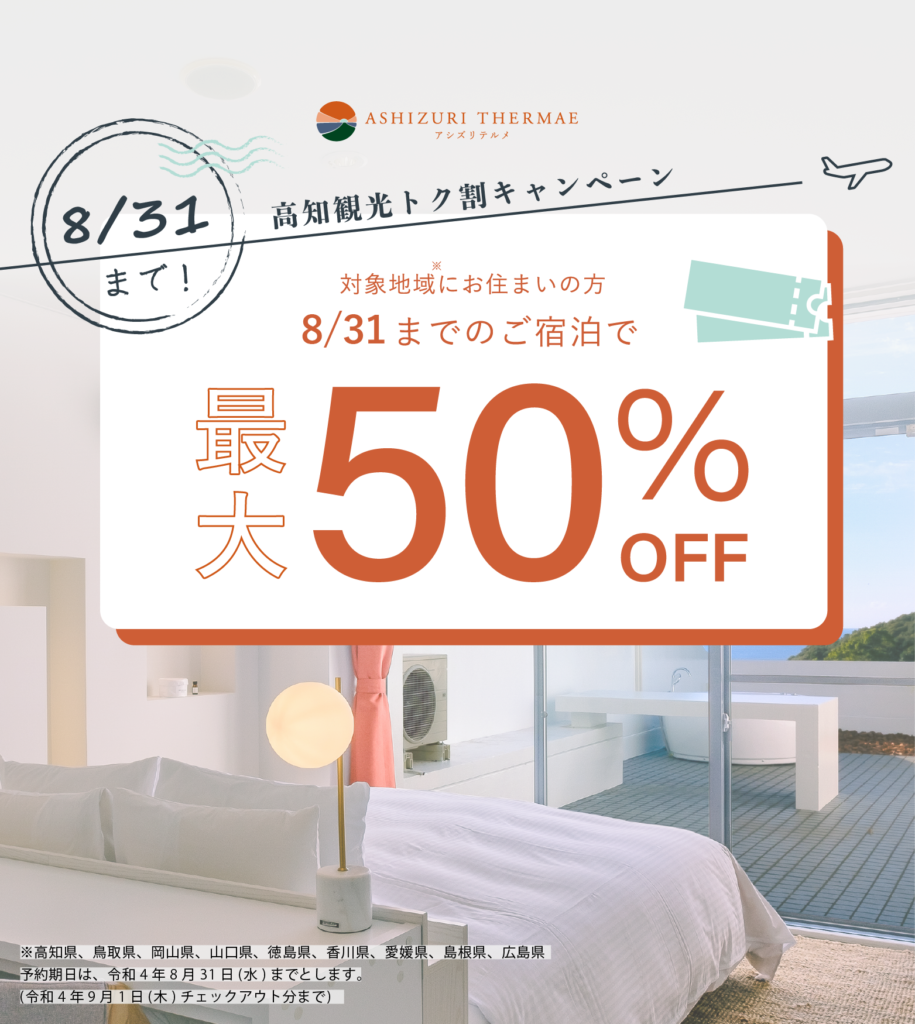 ASHIZURI THERMAE
アシズリテルメ
8/31
まで！
高知観光トク割キャンペーン
※
対象地域にお住まいの方
8/31までのご宿泊で
最大
50%
OFF
※高知県、鳥取県、岡山県、山口県、徳島県、香川県、愛媛県、島根県、広島県
予約期日は、令和４年８月31日(水)までとします。
(令和４年９月１日(木)チェックアウト分まで）